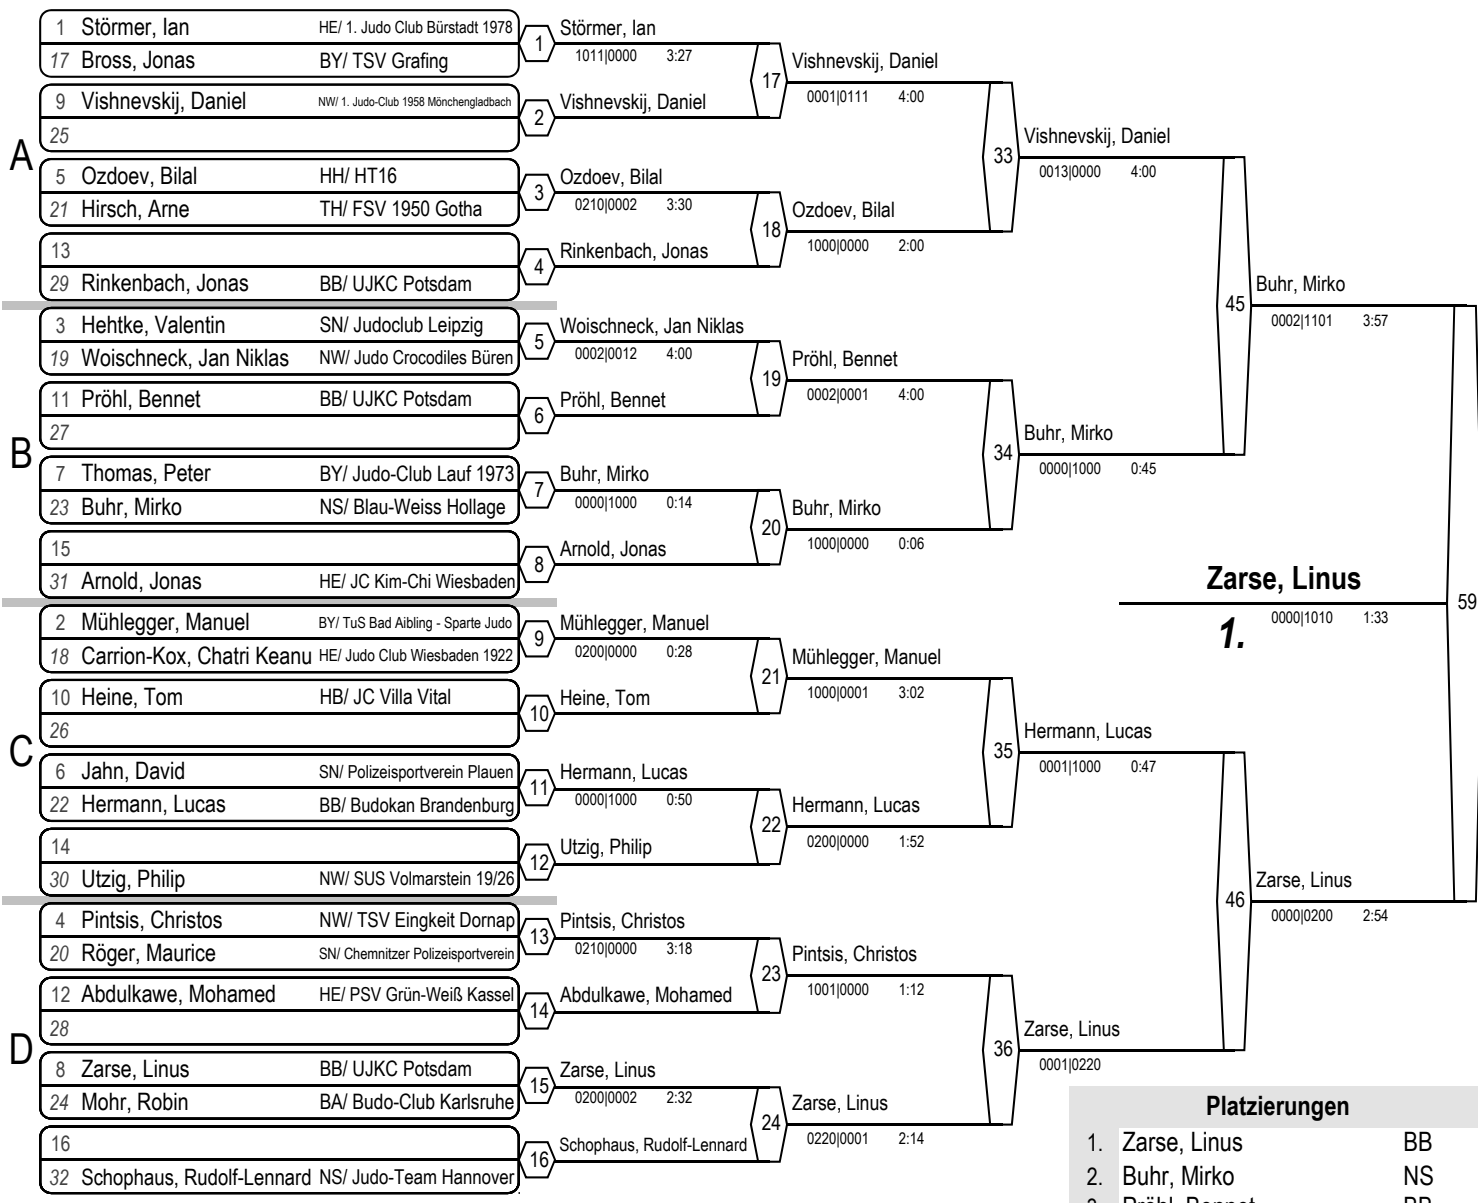 1 Störmer, Ian HE/ 1. Judo Club Bürstadt 1978
17 Bross, Jonas BY/ TSV Grafing
1 Störmer, Ian
1011|0000 3:27
9 Vishnevskij, Daniel NW/ 1. Judo-Club 1958 Mönchengladbach
25
2 Vishnevskij, Daniel
17 Vishnevskij, Daniel
0001|0111 4:00
A
5 Ozdoev, Bilal HH/ HT16
21 Hirsch, Arne TH/ FSV 1950 Gotha
3 Ozdoev, Bilal
0210|0002 3:30
13
29 Rinkenbach, Jonas BB/ UJKC Potsdam
4 Rinkenbach, Jonas
18 Ozdoev, Bilal
1000|0000 2:00
33 Vishnevskij, Daniel
0013|0000 4:00
3 Hehtke, Valentin SN/ Judoclub Leipzig
19 Woischneck, Jan Niklas NW/ Judo Crocodiles Büren
5 Woischneck, Jan Niklas
0002|0012 4:00
11 Pröhl, Bennet BB/ UJKC Potsdam
27
6 Pröhl, Bennet
19 Pröhl, Bennet
0002|0001 4:00
B
7 Thomas, Peter BY/ Judo-Club Lauf 1973
23 Buhr, Mirko NS/ Blau-Weiss Hollage
7 Buhr, Mirko
0000|1000 0:14
15
31 Arnold, Jonas HE/ JC Kim-Chi Wiesbaden
8 Arnold, Jonas
20 Buhr, Mirko
1000|0000 0:06
34 Buhr, Mirko
0000|1000 0:45
45 Buhr, Mirko
0002|1101 3:57
2 Mühlegger, Manuel BY/ TuS Bad Aibling - Sparte Judo
18 Carrion-Kox, Chatri Keanu HE/ Judo Club Wiesbaden 1922
9 Mühlegger, Manuel
0200|0000 0:28
10 Heine, Tom HB/ JC Villa Vital
26
10 Heine, Tom
21 Mühlegger, Manuel
1000|0001 3:02
C
6 Jahn, David SN/ Polizeisportverein Plauen
22 Hermann, Lucas BB/ Budokan Brandenburg
11 Hermann, Lucas
0000|1000 0:50
14
30 Utzig, Philip NW/ SUS Volmarstein 19/26
12 Utzig, Philip
22 Hermann, Lucas
0200|0000 1:52
35 Hermann, Lucas
0001|1000 0:47
4 Pintsis, Christos NW/ TSV Eingkeit Dornap
20 Röger, Maurice SN/ Chemnitzer Polizeisportverein
13 Pintsis, Christos
0210|0000 3:18
12 Abdulkawe, Mohamed HE/ PSV Grün-Weiß Kassel
28
14 Abdulkawe, Mohamed
23 Pintsis, Christos
1001|0000 1:12
D
8 Zarse, Linus BB/ UJKC Potsdam
24 Mohr, Robin BA/ Budo-Club Karlsruhe
15 Zarse, Linus
0200|0002 2:32
16
32 Schophaus, Rudolf-Lennard NS/ Judo-Team Hannover
16 Schophaus, Rudolf-Lennard
24 Zarse, Linus
0220|0001 2:14
36 Zarse, Linus
0001|0220
46 Zarse, Linus
0000|0200 2:54
59
Zarse, Linus
1. 0000|1010 1:33
Platzierungen
1. Zarse, Linus BB
2. Buhr, Mirko NS